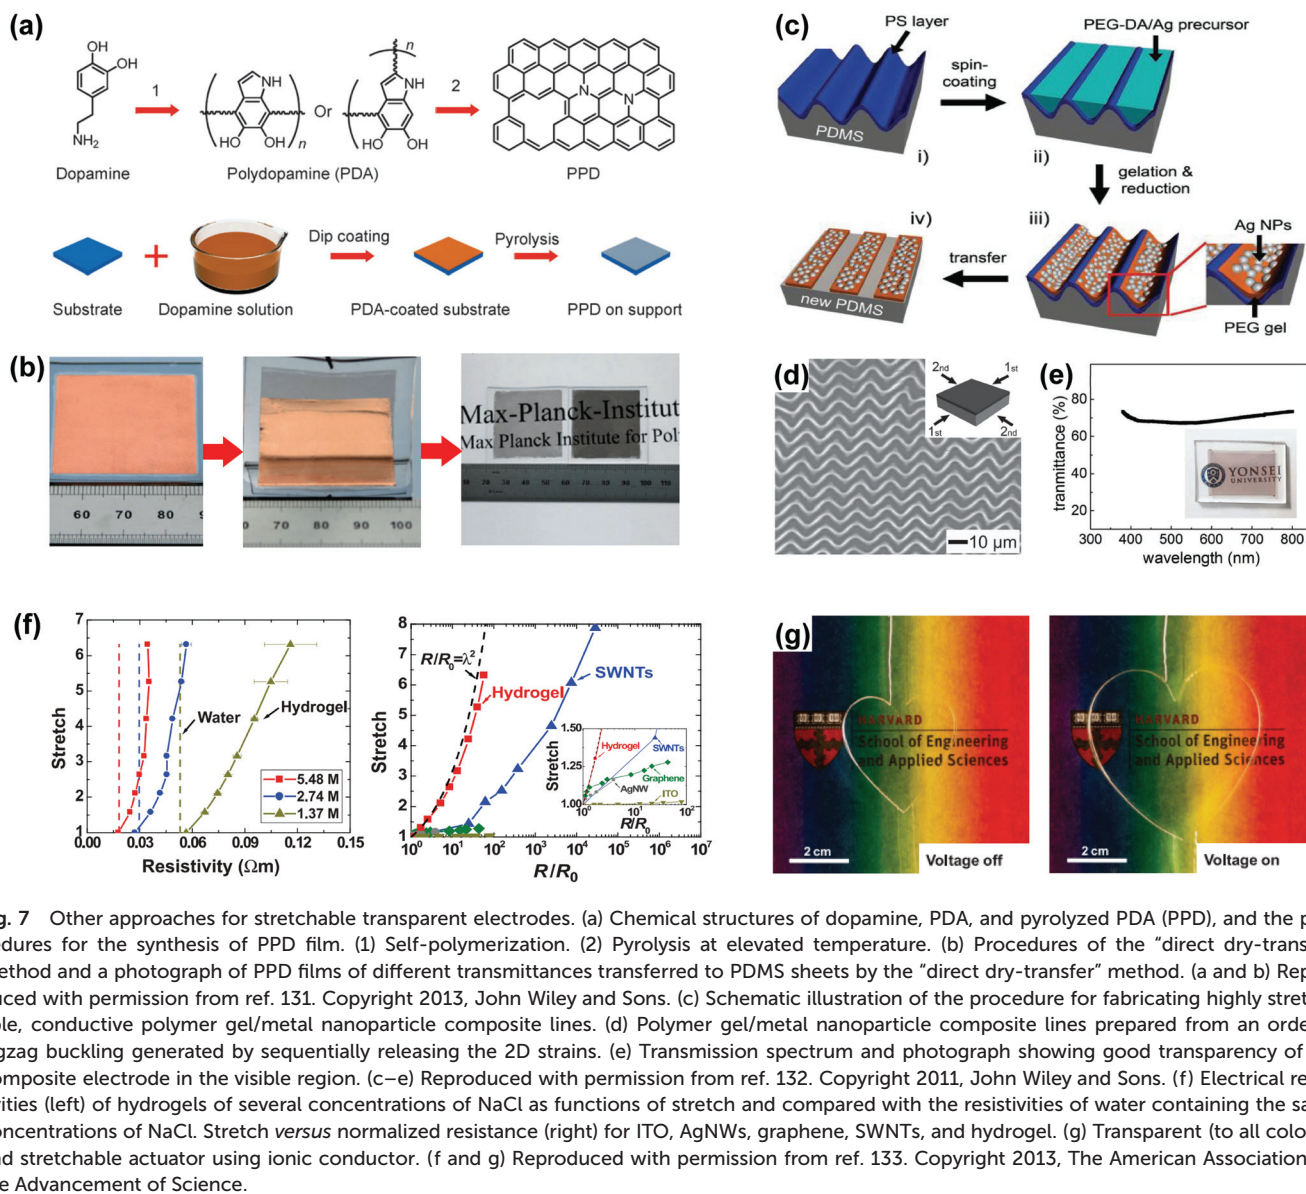 (a)
OH
OH
NH₂
Dopamine
1
NH
HO
OH
n
Or
n
NH
HO
OH
Polydopamine (PDA)
2
N
N
PPD
Substrate
+
Dopamine solution
Dip coating
PDA-coated substrate
Pyrolysis
PPD on support
(b)
60 70 80
60 70 80 90 100
Max-Planck-Institut
Max Planck Institute for Pol
(c)
PS layer
PDMS
i)
spin-
coating
PEG-DA/Ag precursor
ii)
gelation &
reduction
iii)
Ag NPs
PEG gel
transfer
iv)
new PDMS
(d)
2nd
1st
1st
2nd
10 μm
(e)
tranmittance (%)
80
60
40
20
300 400 500 600 700 800
wavelength (nm)
YONSEI
UNIVERSITY
(f)
Stretch
7
6
5
4
3
2
1
Water
Hydrogel
5.48 M
2.74 M
1.37 M
0.00 0.03 0.06 0.09 0.12 0.15
Resistivity (Ωm)
Stretch
8
7
6
5
4
3
2
1
R/R₀=λ²
Hydrogel
SWNTs
10⁰ 10¹ 10² 10³ 10⁴ 10⁵ 10⁶ 10⁷
R/R₀
Stretch
1.50
1.25
1.00
Hydrogel
SWNTs
Graphene
AgNW
ITO
10⁰ 10¹ 10²
R/R₀
(g)
HARVARD
School of Engineering
and Applied Sciences
2 cm
Voltage off
HARVARD
School of Engineering
and Applied Sciences
2 cm
Voltage on
g. 7 Other approaches for stretchable transparent electrodes. (a) Chemical structures of dopamine, PDA, and pyrolyzed PDA (PPD), and the p
edures for the synthesis of PPD film. (1) Self-polymerization. (2) Pyrolysis at elevated temperature. (b) Procedures of the “direct dry-trans
ethod and a photograph of PPD films of different transmittances transferred to PDMS sheets by the “direct dry-transfer” method. (a and b) Rep
uced with permission from ref. 131. Copyright 2013, John Wiley and Sons. (c) Schematic illustration of the procedure for fabricating highly stret
ple, conductive polymer gel/metal nanoparticle composite lines. (d) Polymer gel/metal nanoparticle composite lines prepared from an orde
gzag buckling generated by sequentially releasing the 2D strains. (e) Transmission spectrum and photograph showing good transparency of
omposite electrode in the visible region. (c–e) Reproduced with permission from ref. 132. Copyright 2011, John Wiley and Sons. (f) Electrical re
vities (left) of hydrogels of several concentrations of NaCl as functions of stretch and compared with the resistivities of water containing the sa
oncentrations of NaCl. Stretch versus normalized resistance (right) for ITO, AgNWs, graphene, SWNTs, and hydrogel. (g) Transparent (to all colo
nd stretchable actuator using ionic conductor. (f and g) Reproduced with permission from ref. 133. Copyright 2013, The American Association
e Advancement of Science.